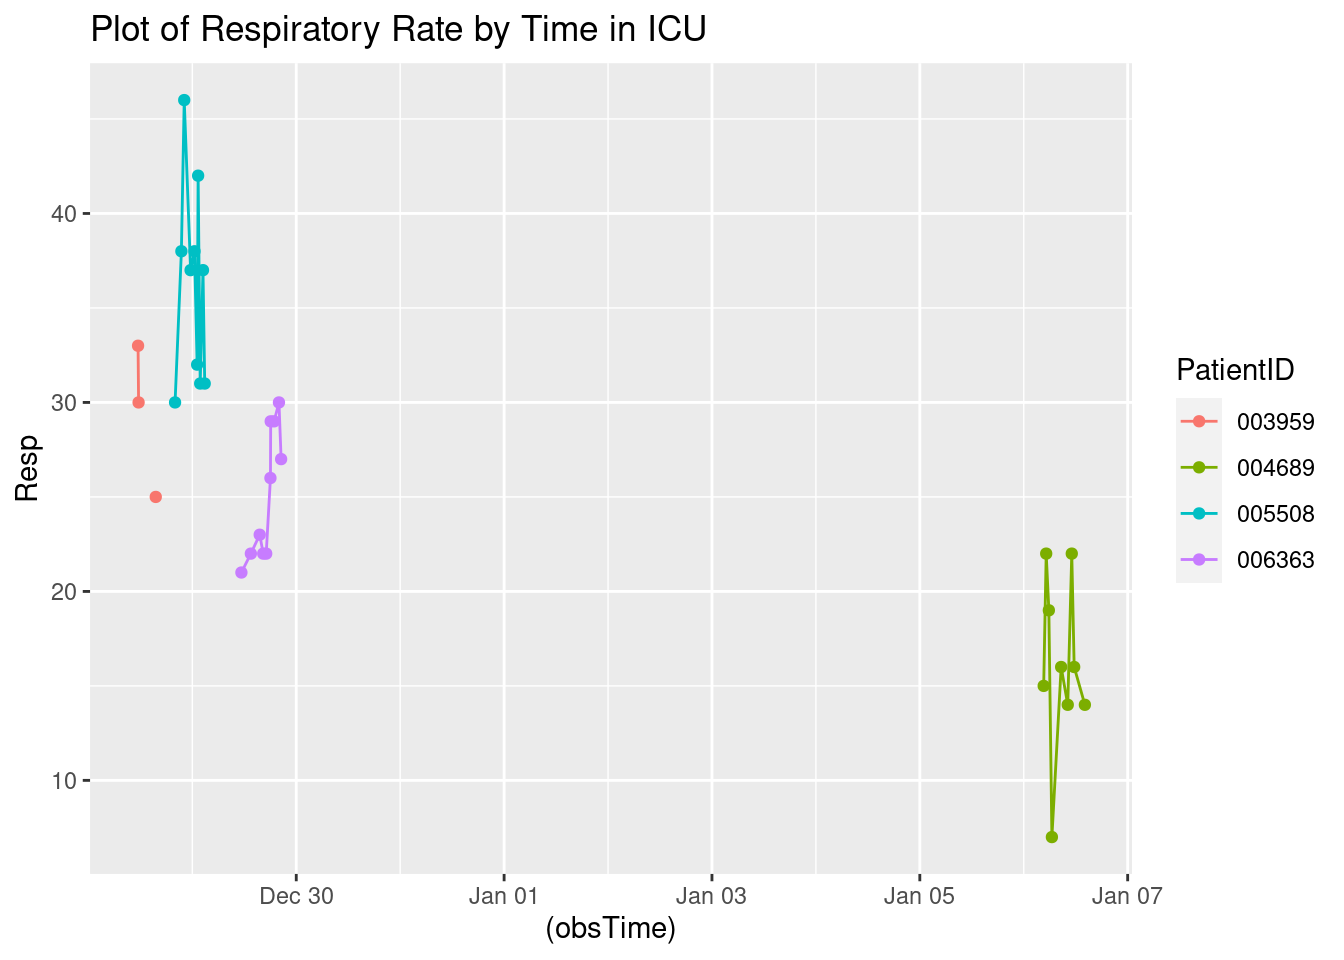 Plot of Respiratory Rate by Time in ICU
Resp
40
30
20
10
Dec 30
Jan 01
Jan 03
Jan 05
Jan 07
(obsTime)
PatientID
003959
004689
005508
006363